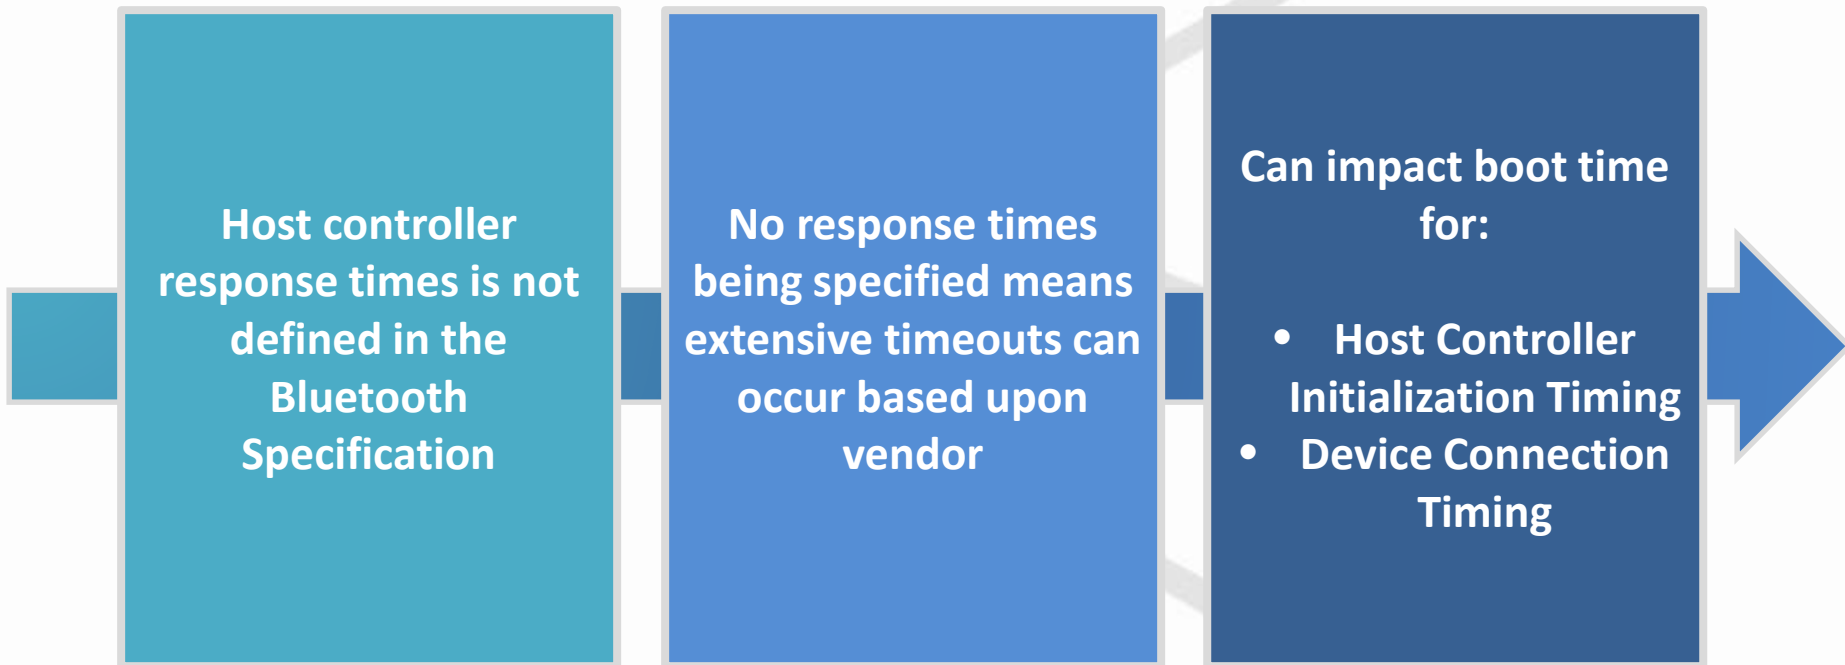 Host controller
response times is not
defined in the
Bluetooth
Specification
No response times
being specified means
extensive timeouts can
occur based upon
vendor
Can impact boot time
for:
• Host Controller
Initialization Timing
• Device Connection
Timing